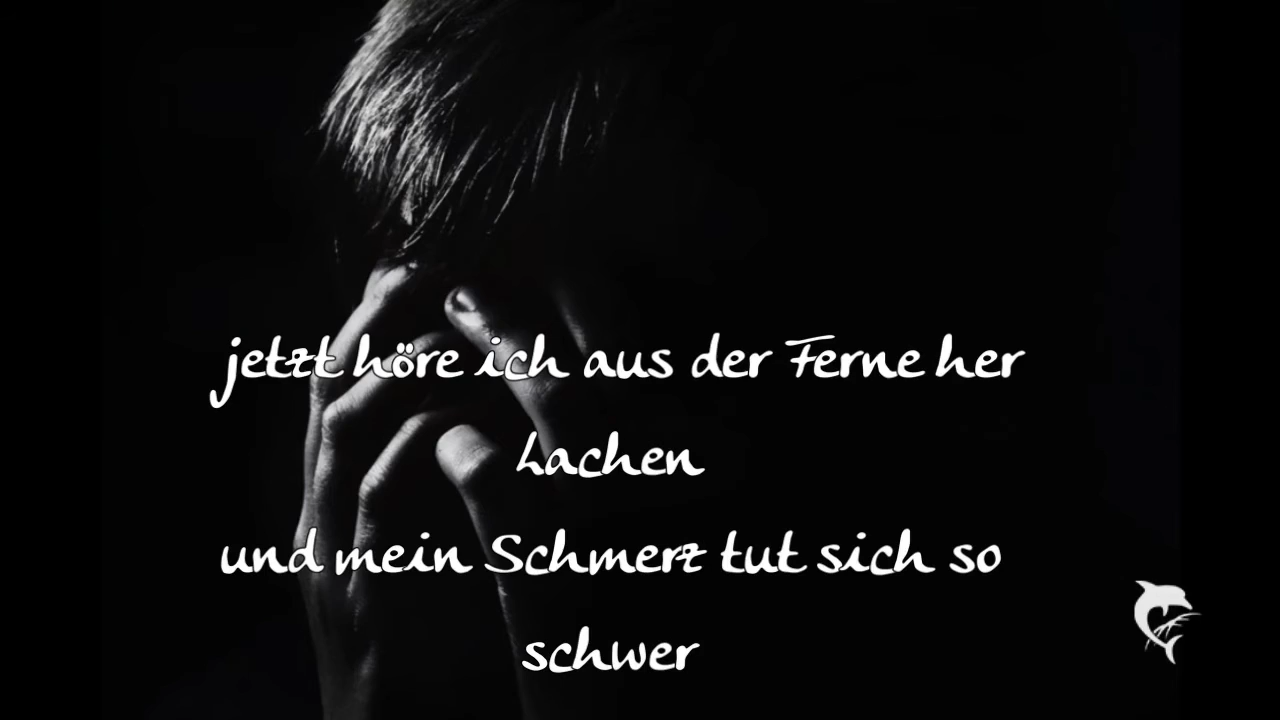 jetzt höre ich aus der Ferne her
Lachen
und mein Schmerz tut sich so
schwer